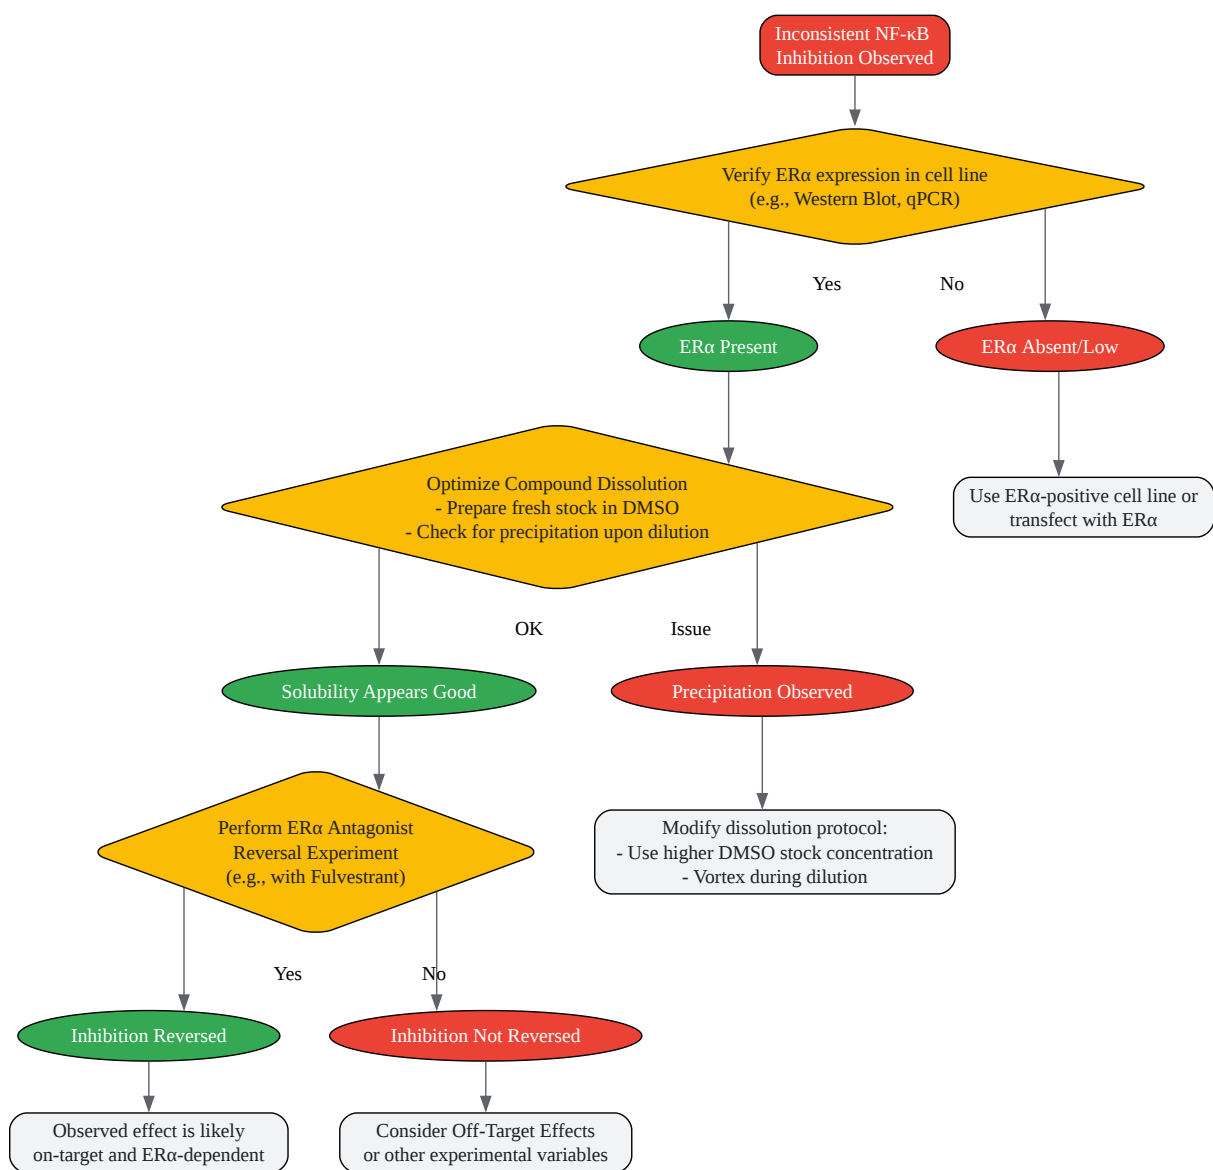 Inconsistent NF-κB
Inhibition Observed
Verify ERα expression in cell line
(e.g., Western Blot, qPCR)
Yes
No
ERα Present
ERα Absent/Low
Optimize Compound Dissolution
- Prepare fresh stock in DMSO
- Check for precipitation upon dilution
Use ERα-positive cell line or
transfect with ERα
OK
Issue
Solubility Appears Good
Precipitation Observed
Perform ERα Antagonist
Reversal Experiment
(e.g., with Fulvestrant)
Modify dissolution protocol:
- Use higher DMSO stock concentration
- Vortex during dilution
Yes
No
Inhibition Reversed
Inhibition Not Reversed
Observed effect is likely
on-target and ERα-dependent
Consider Off-Target Effects
or other experimental variables